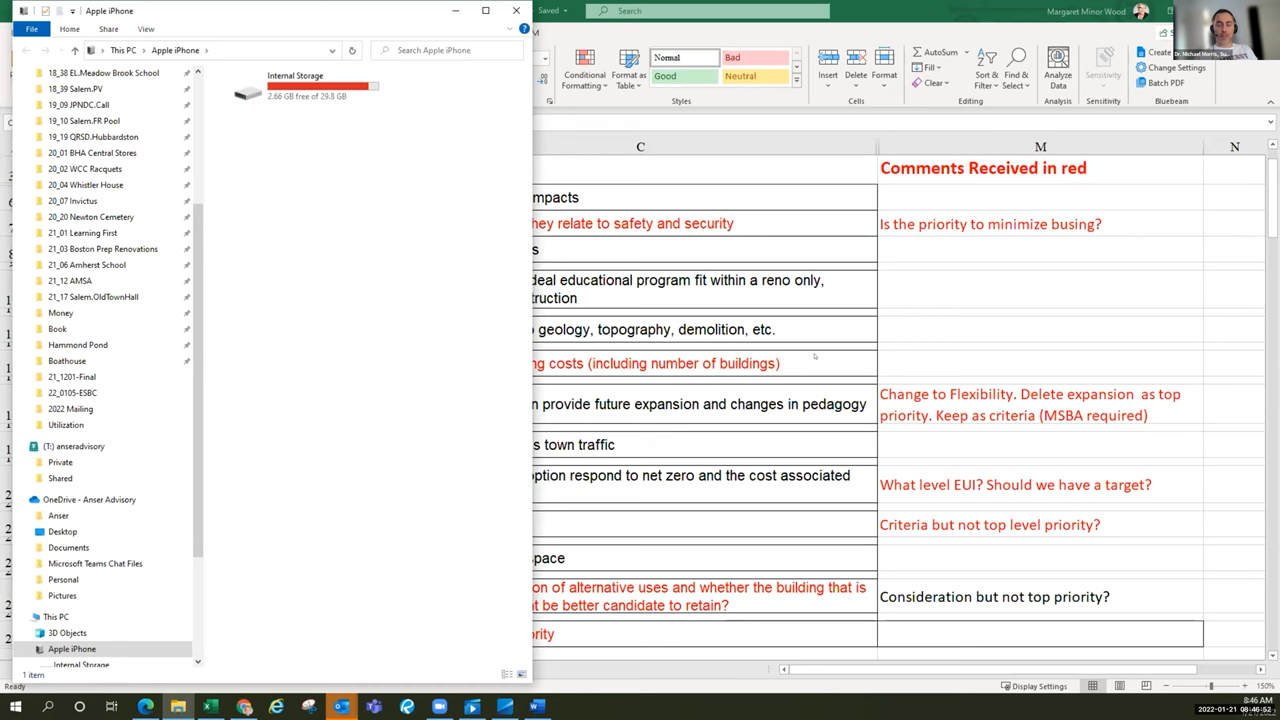 Apple iPhone
File
Home
Share
View
This PC
Apple iPhone
Search Apple iPhone
18_38 EL.Meadow Brook School
18_39 Salem.PV
19_09 JPNDC.Call
19_10 Salem.FR Pool
19_19 QRSD.Hubbardston
20_01 BHA Central Stores
20_02 WCC Racquets
20_04 Whistler House
20_07 Invictus
20_20 Newton Cemetery
21_01 Learning First
21_03 Boston Prep Renovations
21_06 Amherst School
21_12 AMSA
21_17 Salem.OldTownHall
Money
Book
Hammond Pond
Boathouse
21_1201-Final
22_0105-ESBC
2022 Mailing
Utilization
(T:) anseradvisory
Private
Shared
OneDrive - Anser Advisory
Anser
Desktop
Documents
Microsoft Teams Chat Files
Personal
Pictures
This PC
3D Objects
Apple iPhone
Internal Storage
1 item
Internal Storage
2.66 GB free of 29.8 GB
Saved
Search
Margaret Minor Wood
Dr. Michael Morris, Su...
Conditional Formatting
Format as Table
Normal
Bad
Good
Neutral
Styles
Insert
Delete
Format
Cells
AutoSum
Fill
Clear
Sort & Filter
Find & Select
Editing
Analyze Data
Analysis
Sensitivity
Sensitivity
Change Settings
Batch PDF
Bluebeam
C
M
N
Comments Received in red
mpacts
hey relate to safety and security
Is the priority to minimize busing?
s
deal educational program fit within a reno only,
struction
geology, topography, demolition, etc.
ng costs (including number of buildings)
n provide future expansion and changes in pedagogy
Change to Flexibility. Delete expansion as top
priority. Keep as criteria (MSBA required)
s town traffic
option respond to net zero and the cost associated
What level EUI? Should we have a target?
Criteria but not top level priority?
space
on of alternative uses and whether the building that is
nt be better candidate to retain?
Consideration but not top priority?
ority
Ready
Display Settings
150%
8:46 AM
2022-01-21 08:46:52